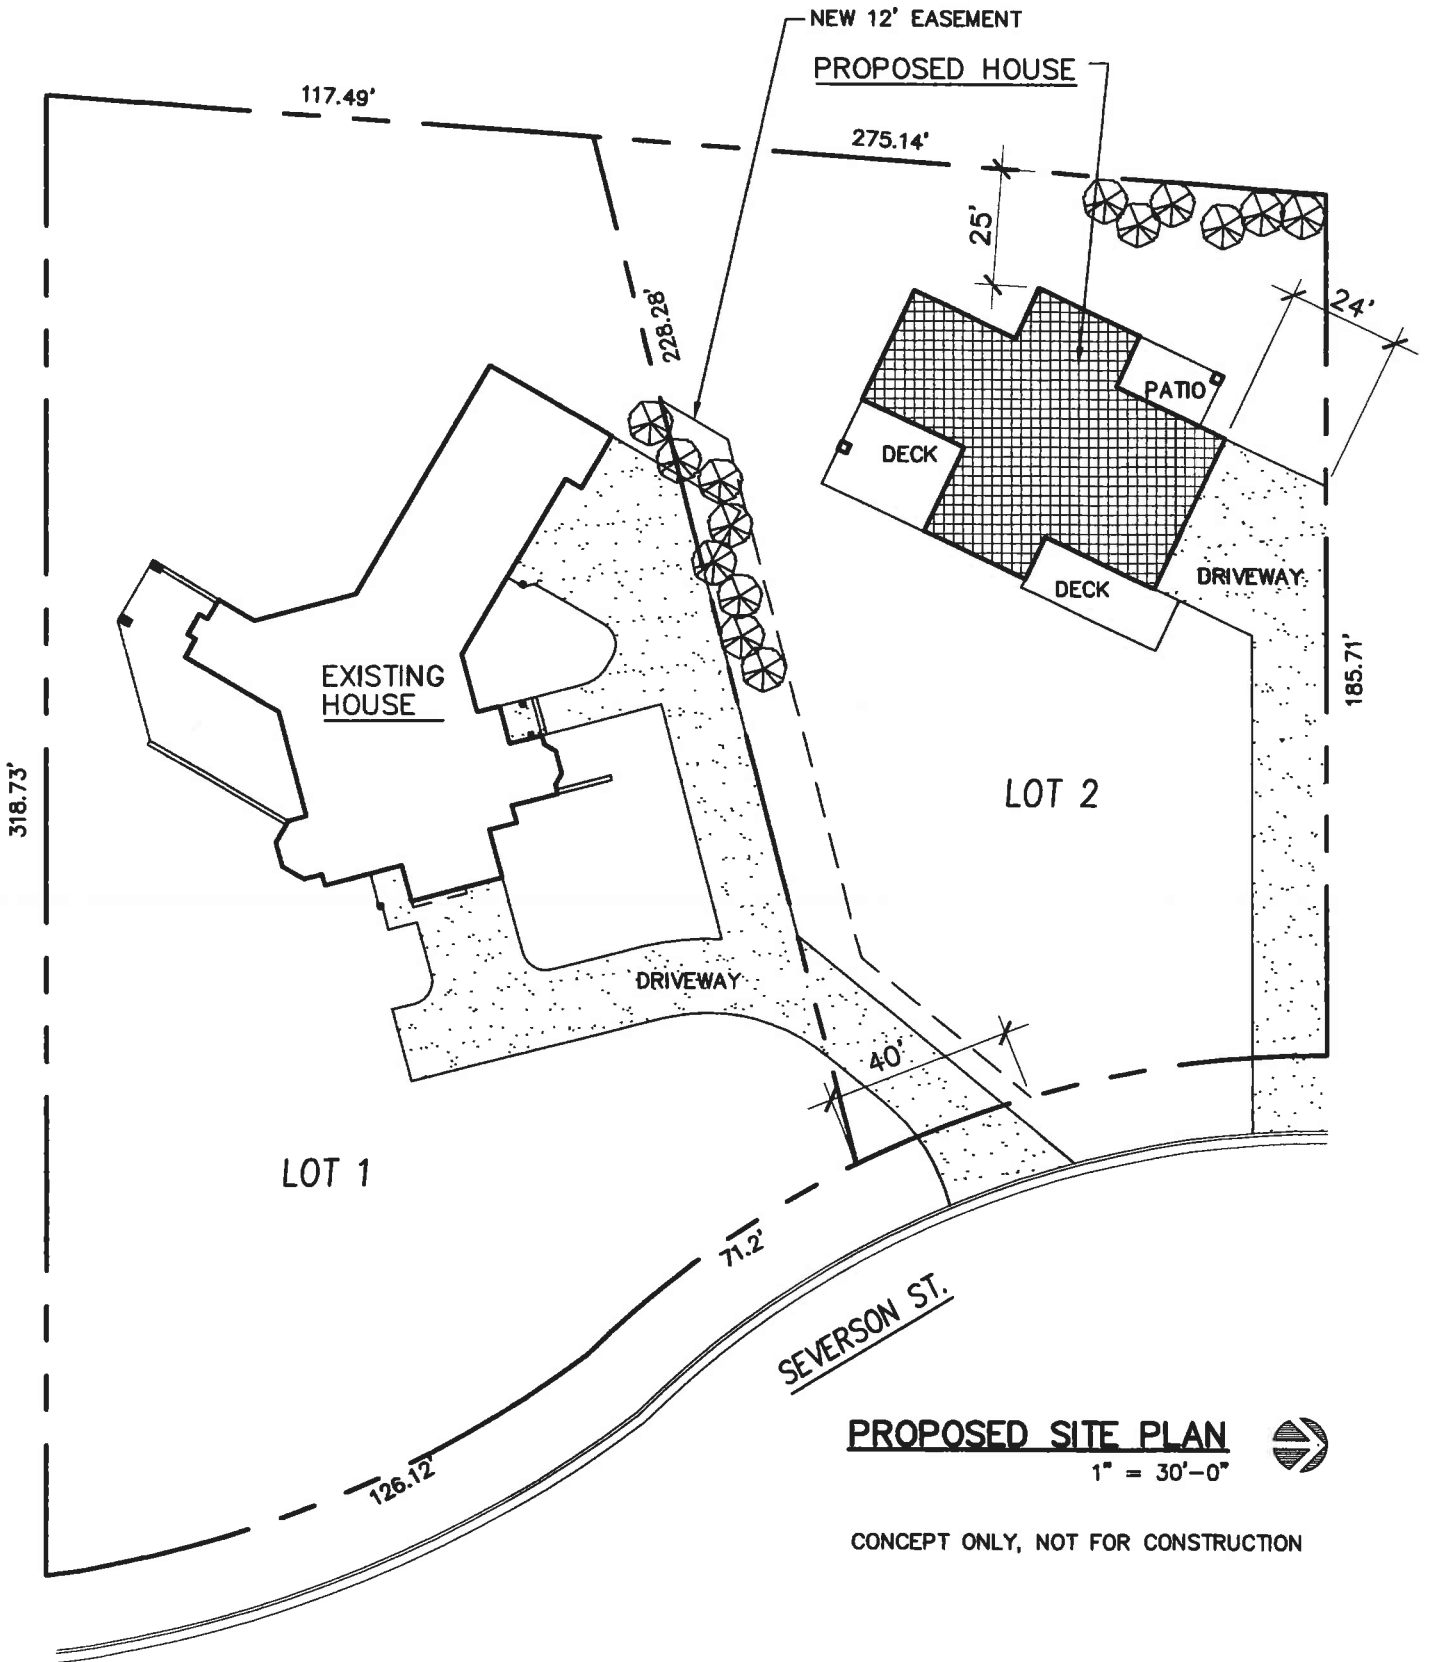 NEW 12' EASEMENT
PROPOSED HOUSE
117.49'
275.14'
25'
24'
228.28'
PATIO
DECK
DECK
DRIVEWAY
EXISTING
HOUSE
185.71'
318.73'
LOT 2
DRIVEWAY
40'
LOT 1
71.2'
SEVERSON ST.
126.12'
PROPOSED SITE PLAN
1" = 30'-0"
CONCEPT ONLY, NOT FOR CONSTRUCTION